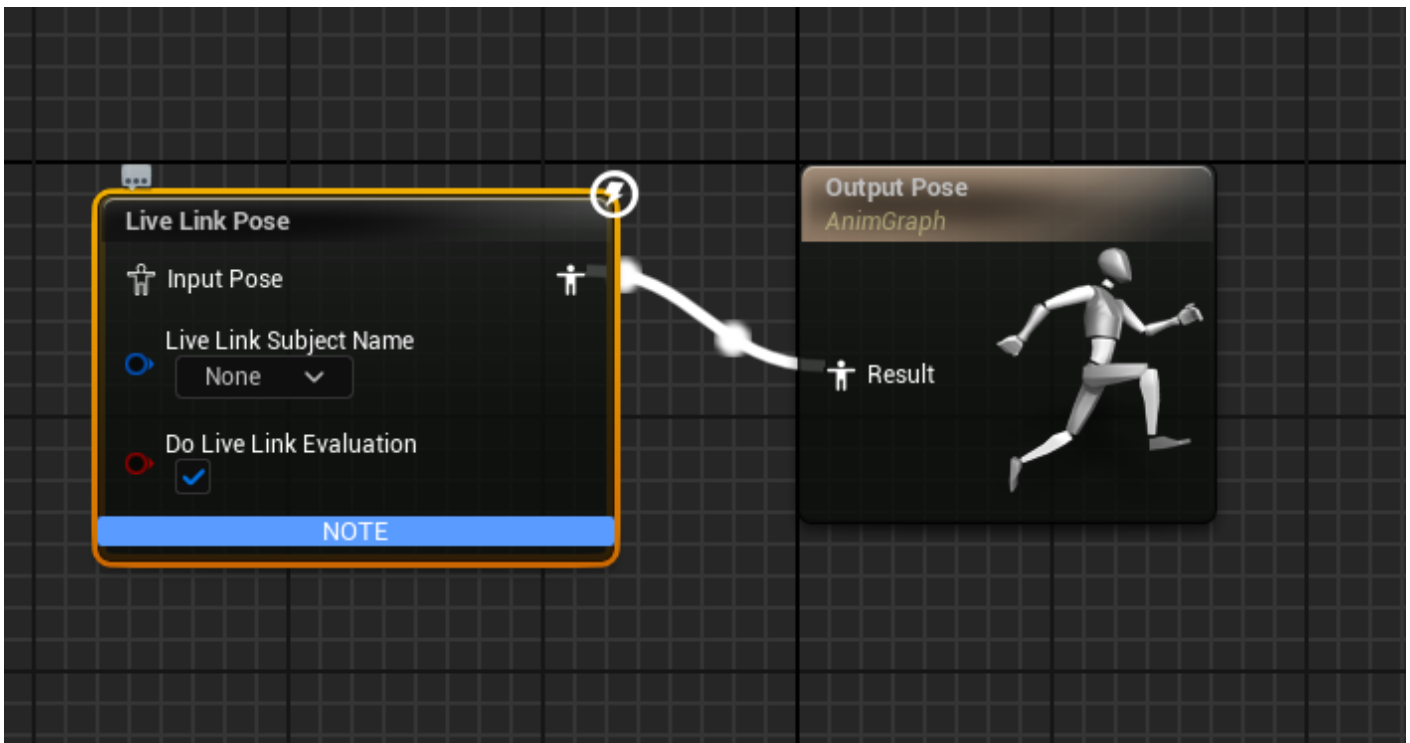 Live Link Pose
Input Pose
Live Link Subject Name
None
Do Live Link Evaluation
NOTE
Output Pose
AnimGraph
Result